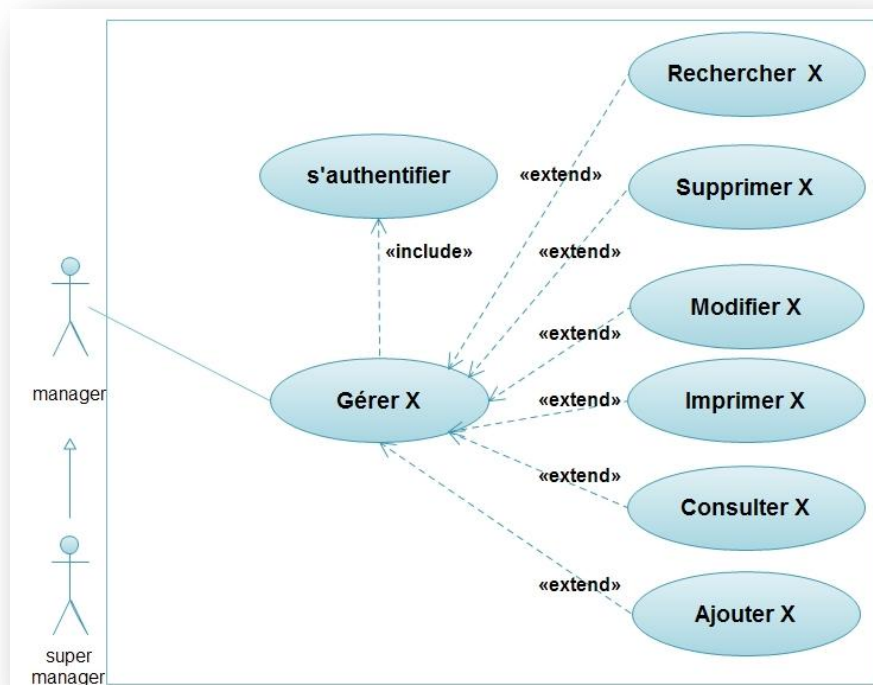 Rechercher X
s'authentifier
«extend»
Supprimer X
«include»
«extend»
Modifier X
«extend»
manager
Gérer X
«extend»
Imprimer X
«extend»
Consulter X
«extend»
Ajouter X
super
manager